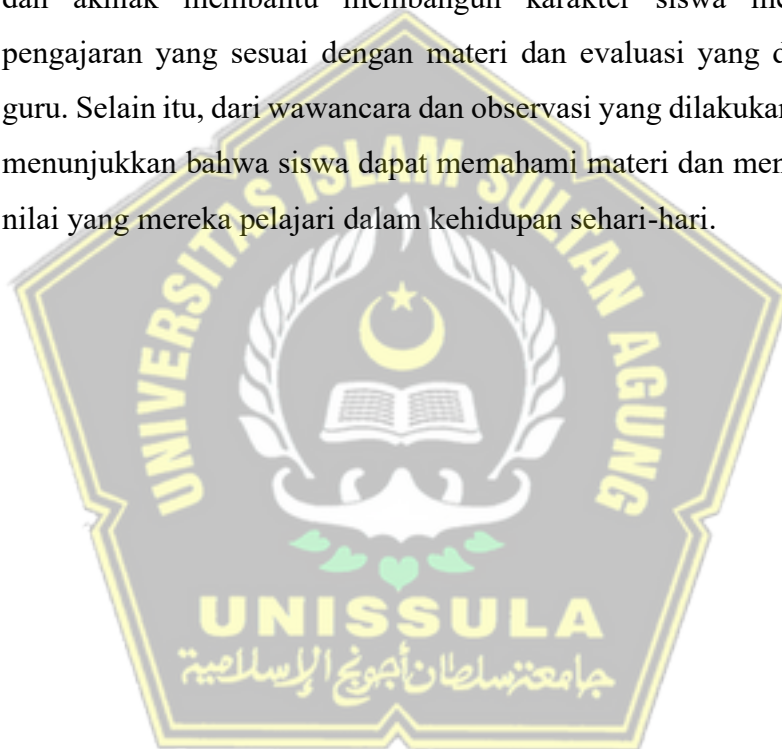 dan akhlak membantu membangun karakter siswa
pengajaran yang sesuai dengan materi dan evaluasi yang
guru. Selain itu, dari wawancara dan observasi yang dilakukan
menunjukkan bahwa siswa dapat memahami materi dan
nilai yang mereka pelajari dalam kehidupan sehari-hari.
UNIVERSITAS ISLAM SULTAN AGUNG
UNISSULA
جامعة سلطان أجونج الإسلامية